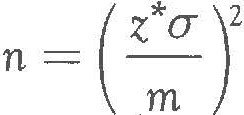 n = (z*σ / m)²